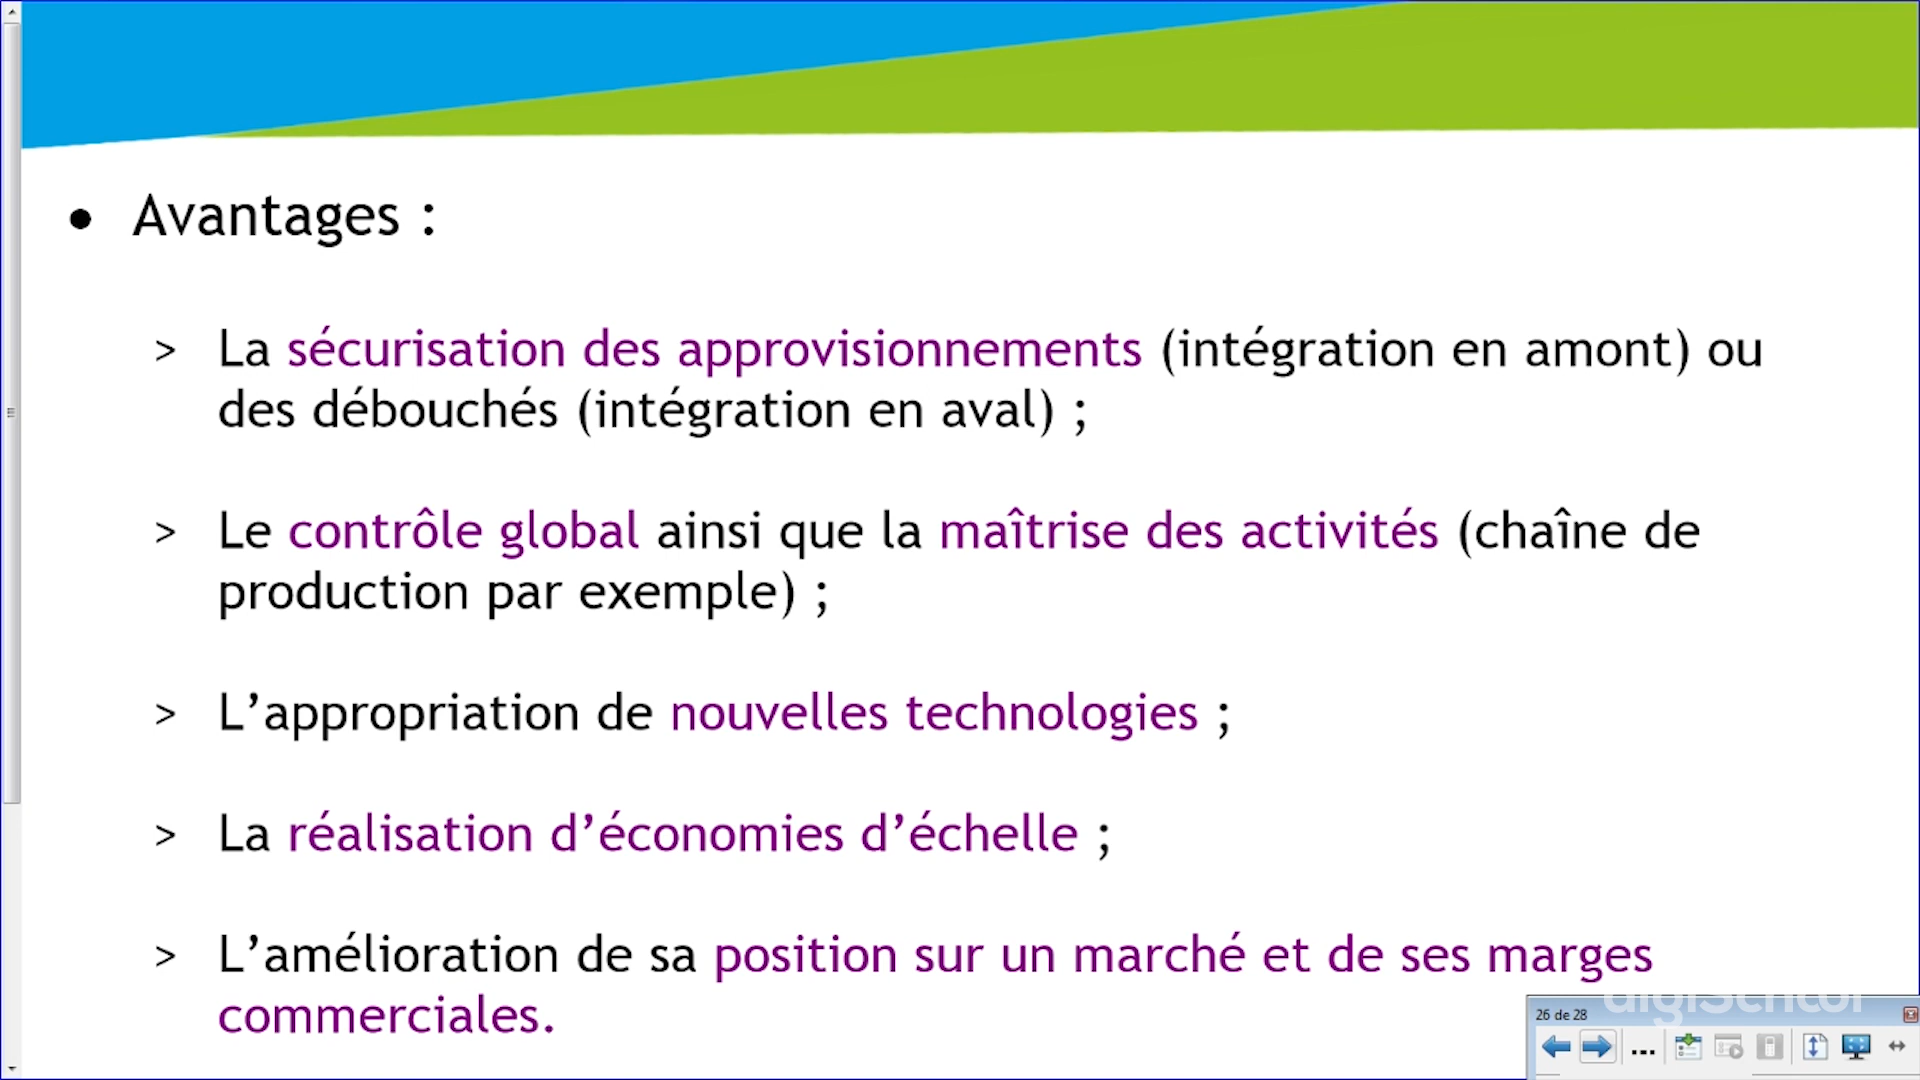 • Avantages :
> La sécurisation des approvisionnements (intégration en amont) ou
des débouchés (intégration en aval) ;
> Le contrôle global ainsi que la maîtrise des activités (chaîne de
production par exemple) ;
> L’appropriation de nouvelles technologies ;
> La réalisation d’économies d’échelle ;
> L’amélioration de sa position sur un marché et de ses marges
commerciales.
digiSchool
26 de 28